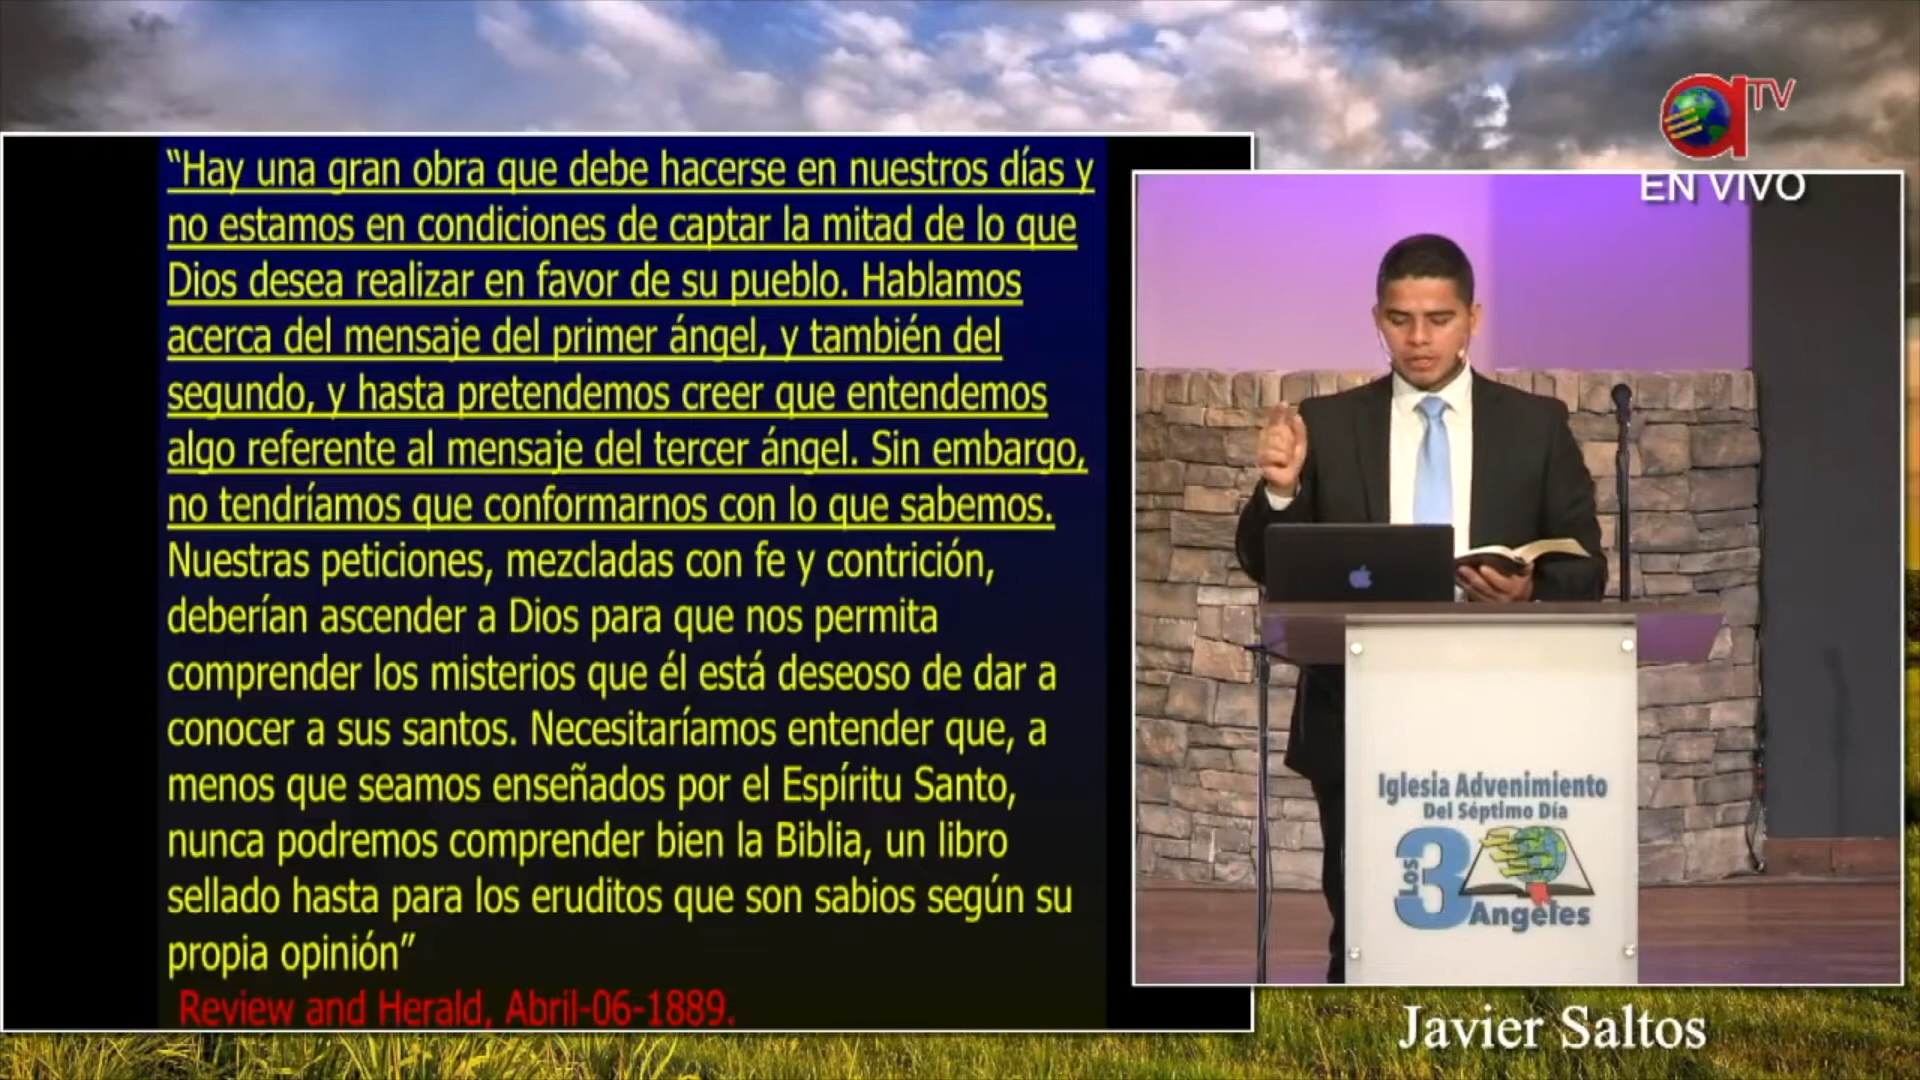 “Hay una gran obra que debe hacerse en nuestros días y
no estamos en condiciones de captar la mitad de lo que
Dios desea realizar en favor de su pueblo. Hablamos
acerca del mensaje del primer ángel, y también del
segundo, y hasta pretendemos creer que entendemos
algo referente al mensaje del tercer ángel. Sin embargo,
no tendríamos que conformarnos con lo que sabemos.
Nuestras peticiones, mezcladas con fe y contrición,
deberían ascender a Dios para que nos permita
comprender los misterios que él está deseoso de dar a
conocer a sus santos. Necesitaríamos entender que, a
menos que seamos enseñados por el Espíritu Santo,
nunca podremos comprender bien la Biblia, un libro
sellado hasta para los eruditos que son sabios según su
propia opinión”
Review and Herald, Abril-06-1889.
a TV
EN VIVO
Iglesia Advenimiento
Del Séptimo Día
Los 3
Angeles
Javier Saltos